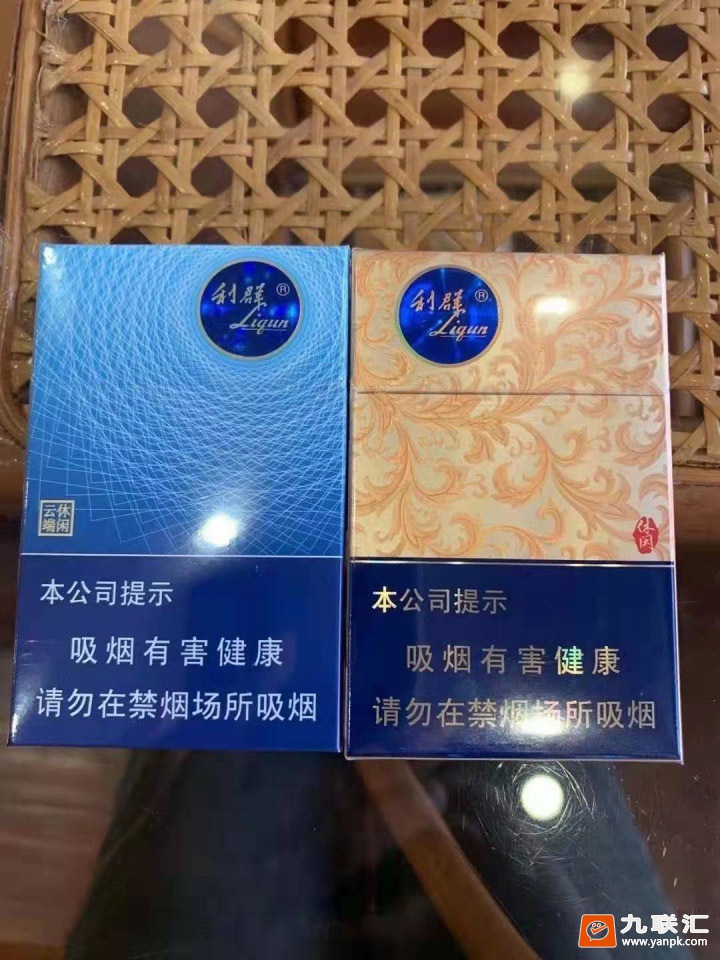 利群®
Liqun
休闲
云端
本公司提示
吸烟有害健康
请勿在禁烟场所吸烟
利群®
Liqun
休闲
本公司提示
吸烟有害健康
请勿在禁烟场所吸烟
九联汇
www.yanpk.com